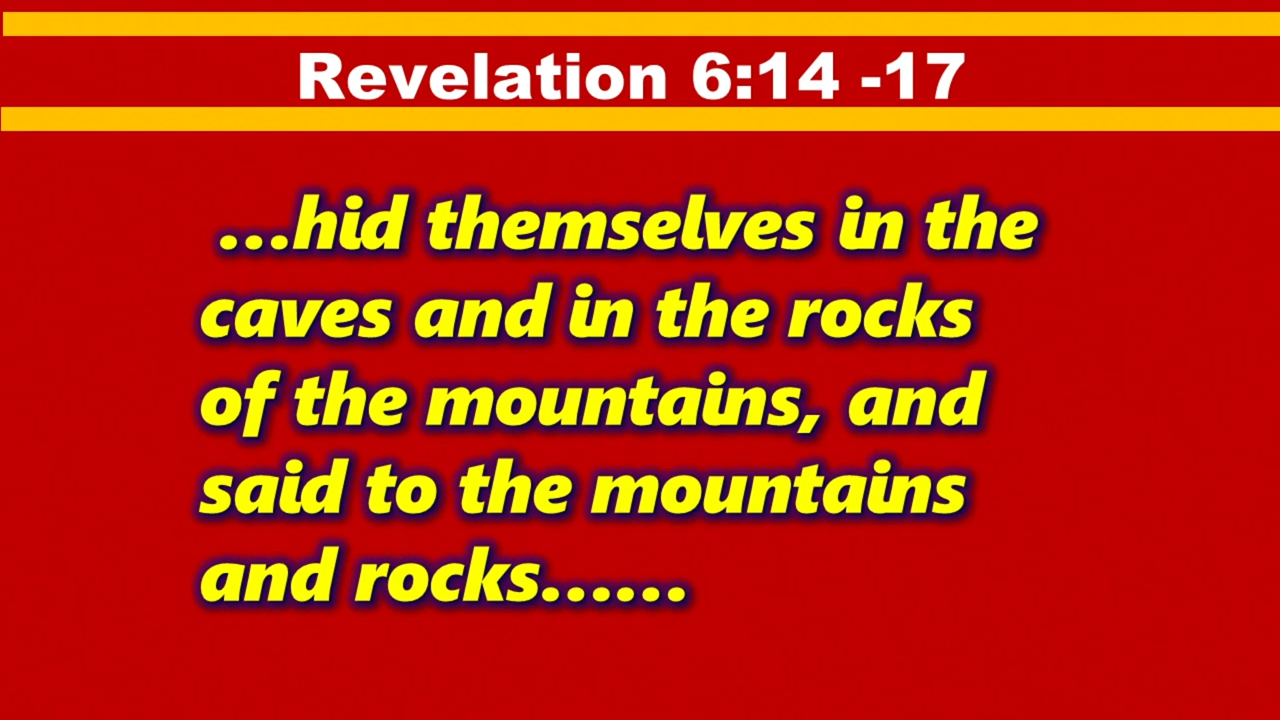 Revelation 6:14 -17
...hid themselves in the
caves and in the rocks
of the mountains, and
said to the mountains
and rocks......